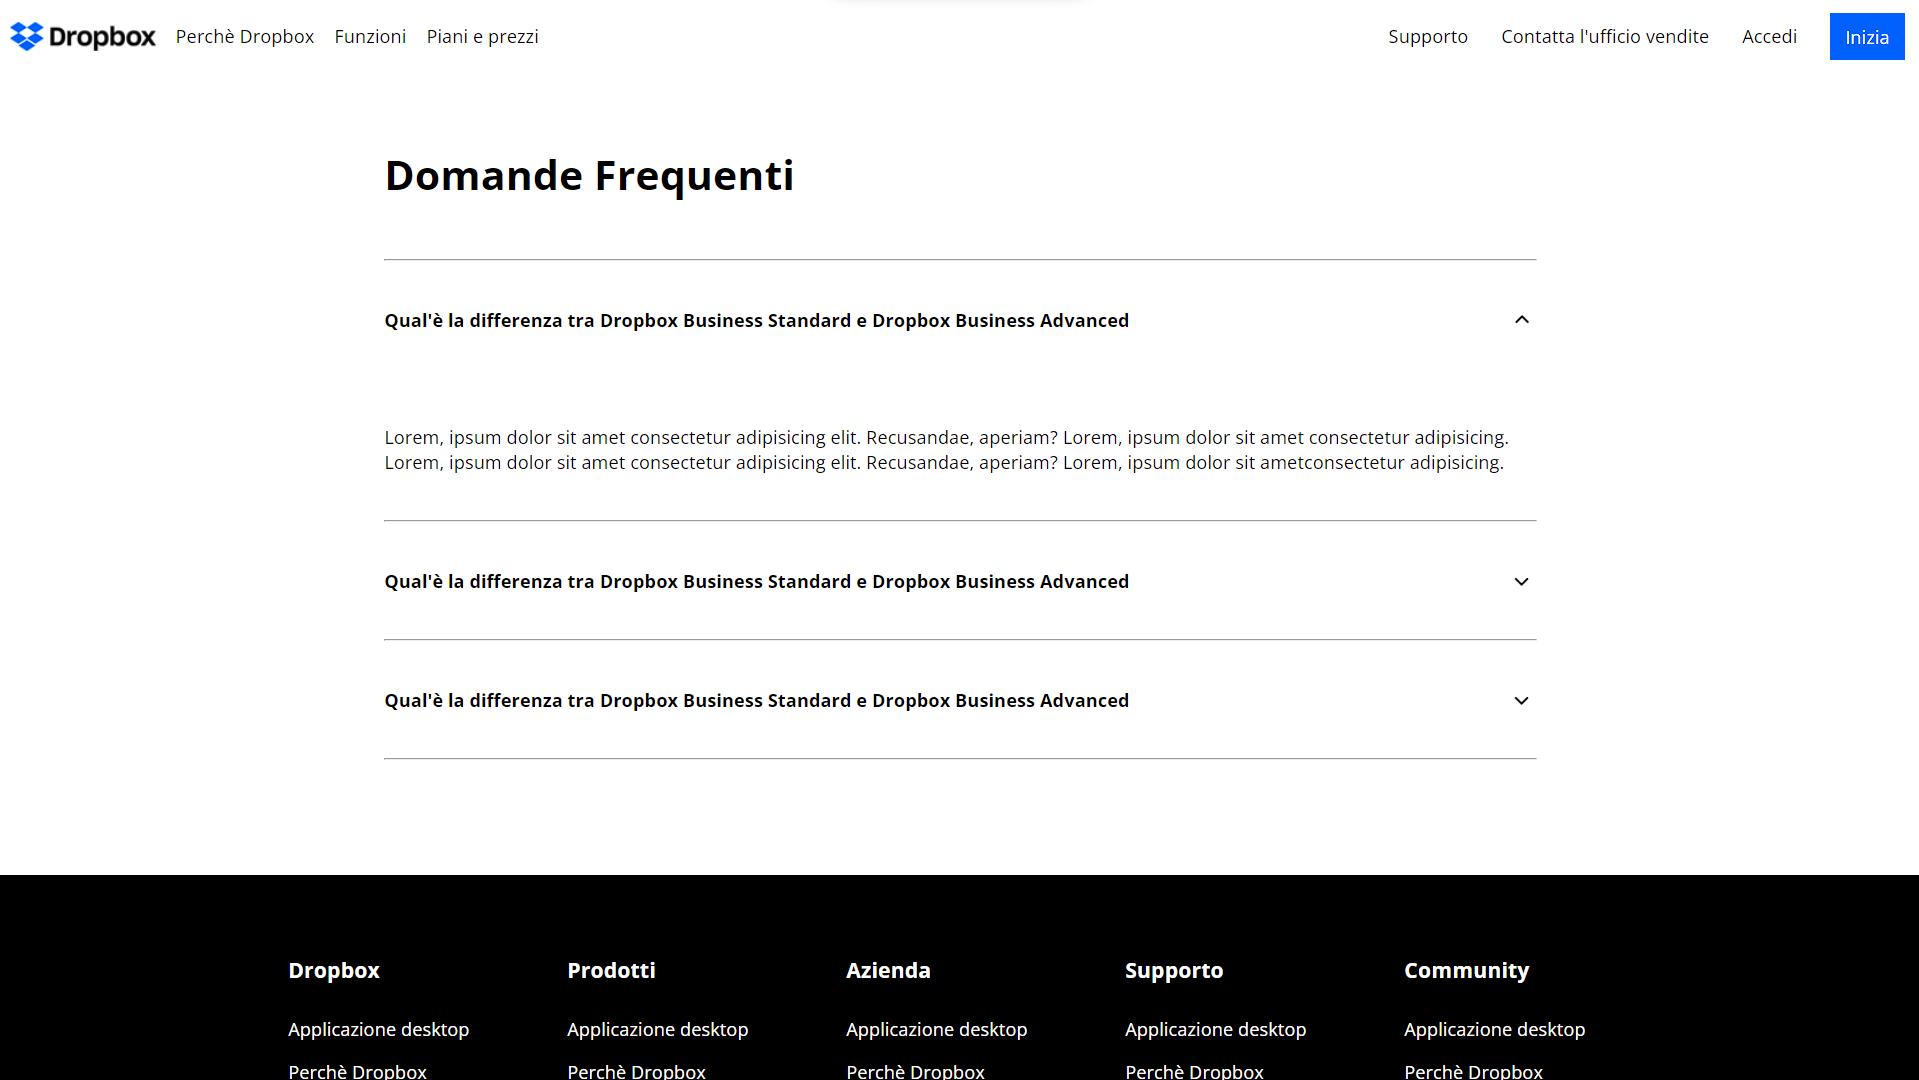 Dropbox Perchè Dropbox Funzioni Piani e prezzi Supporto Contatta l'ufficio vendite Accedi Inizia
Domande Frequenti
Qual'è la differenza tra Dropbox Business Standard e Dropbox Business Advanced
Lorem, ipsum dolor sit amet consectetur adipisicing elit. Recusandae, aperiam? Lorem, ipsum dolor sit amet consectetur adipisicing.
Lorem, ipsum dolor sit amet consectetur adipisicing elit. Recusandae, aperiam? Lorem, ipsum dolor sit ametconsectetur adipisicing.
Qual'è la differenza tra Dropbox Business Standard e Dropbox Business Advanced
Qual'è la differenza tra Dropbox Business Standard e Dropbox Business Advanced
Dropbox Prodotti Azienda Supporto Community
Applicazione desktop Applicazione desktop Applicazione desktop Applicazione desktop Applicazione desktop
Perchè Dropbox Perchè Dropbox Perchè Dropbox Perchè Dropbox Perchè Dropbox